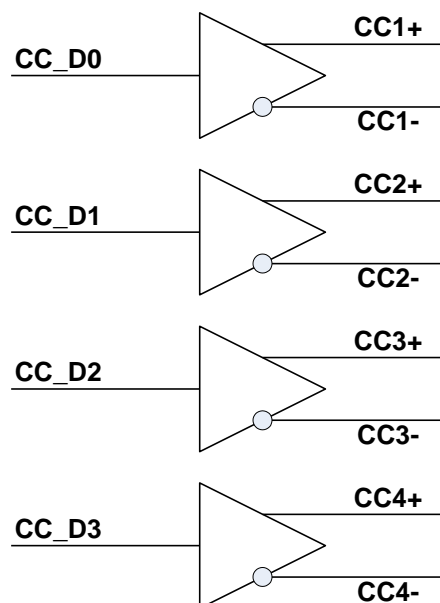 CC1+
CC_D0
CC1-
CC2+
CC_D1
CC2-
CC3+
CC_D2
CC3-
CC4+
CC_D3
CC4-